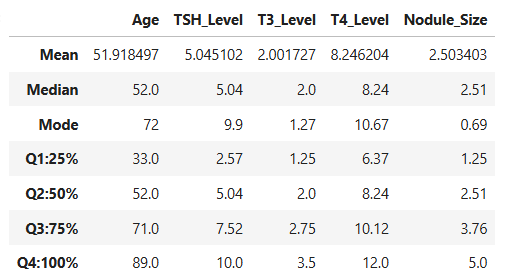 Age TSH_Level T3_Level T4_Level Nodule_Size
Mean 51.918497 5.045102 2.001727 8.246204 2.503403
Median 52.0 5.04 2.0 8.24 2.51
Mode 72 9.9 1.27 10.67 0.69
Q1:25% 33.0 2.57 1.25 6.37 1.25
Q2:50% 52.0 5.04 2.0 8.24 2.51
Q3:75% 71.0 7.52 2.75 10.12 3.76
Q4:100% 89.0 10.0 3.5 12.0 5.0